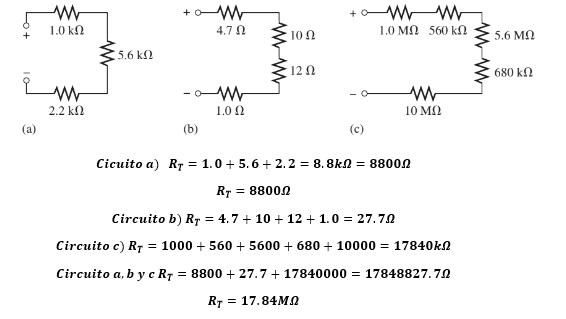 1.0 kΩ
5.6 kΩ
2.2 kΩ
(a)
4.7 Ω
10 Ω
12 Ω
1.0 Ω
(b)
1.0 MΩ 560 kΩ
5.6 MΩ
680 kΩ
10 MΩ
(c)
Cicuito a) R_T = 1.0 + 5.6 + 2.2 = 8.8kΩ = 8800Ω
R_T = 8800Ω
Circuito b) R_T = 4.7 + 10 + 12 + 1.0 = 27.7Ω
Circuito c) R_T = 1000 + 560 + 5600 + 680 + 10000 = 17840kΩ
Circuito a, b y c R_T = 8800 + 27.7 + 17840000 = 17848827.7Ω
R_T = 17.84MΩ